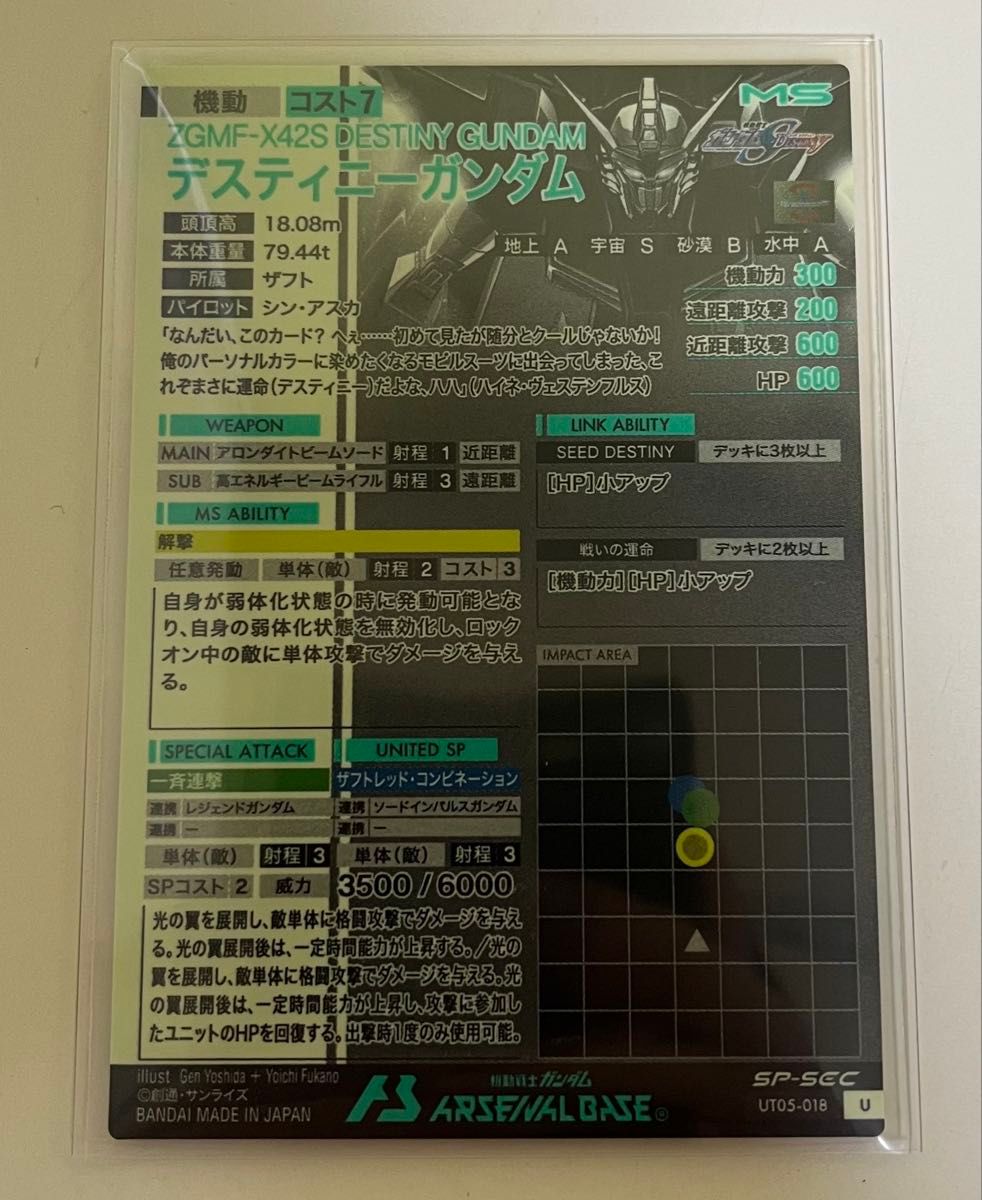 機動 コスト7
MS
ZGMF-X42S DESTINY GUNDAM
デスティニーガンダム
頭頂高 18.08m
本体重量 79.44t
所属 ザフト
パイロット シン・アスカ
地上 A 宇宙 S 砂漠 B 水中 A
機動力 300
遠距離攻撃 200
近距離攻撃 600
HP 600
「なんだい、このカード? へぇ……初めて見たが随分とクールじゃないか!
俺のパーソナルカラーに染めたくなるモビルスーツに出会ってしまった、こ
れぞまさに運命(デスティニー)だよな、ハハ」(ハイネ・ヴェステンフルス)
WEAPON
MAIN アロンダイトビームソード 射程 1 近距離
SUB 高エネルギービームライフル 射程 3 遠距離
MS ABILITY
解撃
任意発動 単体(敵) 射程 2 コスト 3
自身が弱体化状態の時に発動可能とな
り、自身の弱体化状態を無効化し、ロック
オン中の敵に単体攻撃でダメージを与え
る。
LINK ABILITY
SEED DESTINY デッキに3枚以上
[HP]小アップ
戦いの運命 デッキに2枚以上
[機動力][HP]小アップ
IMPACT AREA
SPECIAL ATTACK UNITED SP
一斉連撃 ザフトレッド・コンビネーション
連携 レジェンドガンダム 連携 ソードインパルスガンダム
連携 ー 連携 ー
単体(敵) 射程 3 単体(敵) 射程 3
SPコスト 2 威力 3500 / 6000
光の翼を展開し、敵単体に格闘攻撃でダメージを与え
る。光の翼展開後は、一定時間能力が上昇する。/光の
翼を展開し、敵単体に格闘攻撃でダメージを与える。光
の翼展開後は、一定時間能力が上昇し、攻撃に参加し
たユニットのHPを回復する。出撃時1度のみ使用可能。
illust Gen Yoshida + Yoichi Fukano
©創通・サンライズ
BANDAI MADE IN JAPAN
機動戦士ガンダム
ARSENAL BASE
SP-SEC
UT05-018 U